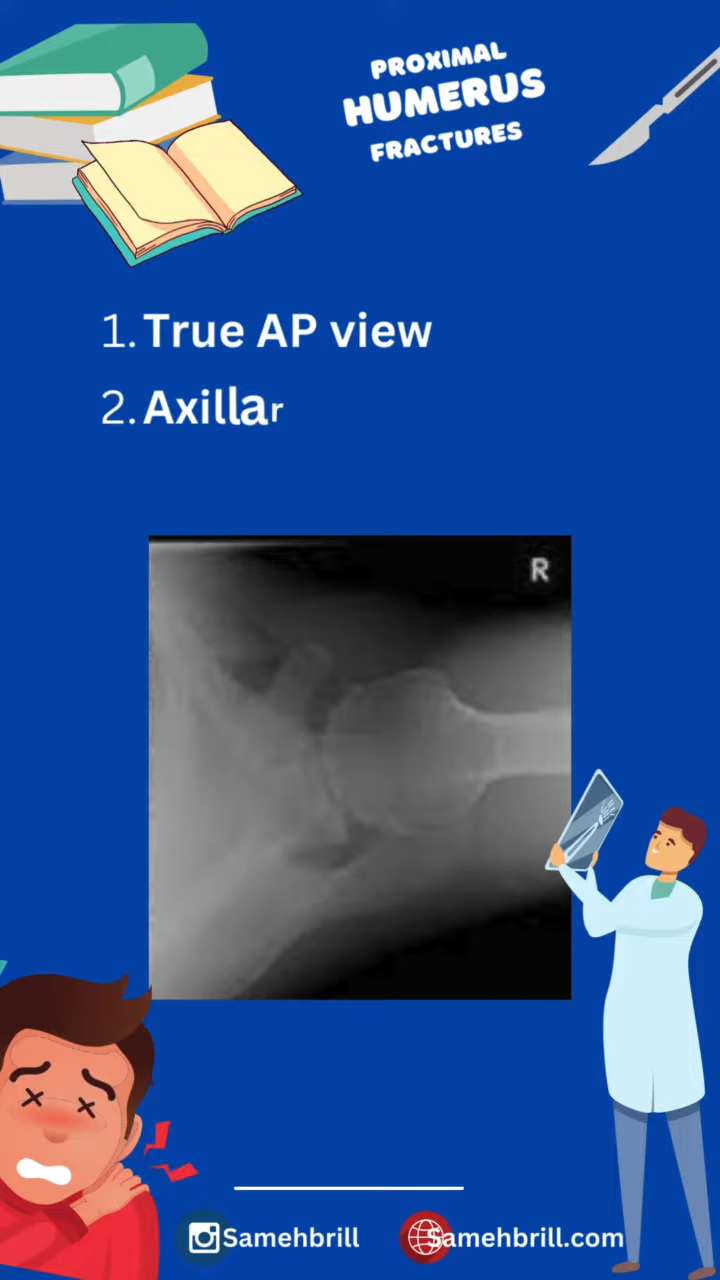 PROXIMAL
HUMERUS
FRACTURES
1. True AP view
2. Axillar
R
Samehbrill
Samehbrill.com